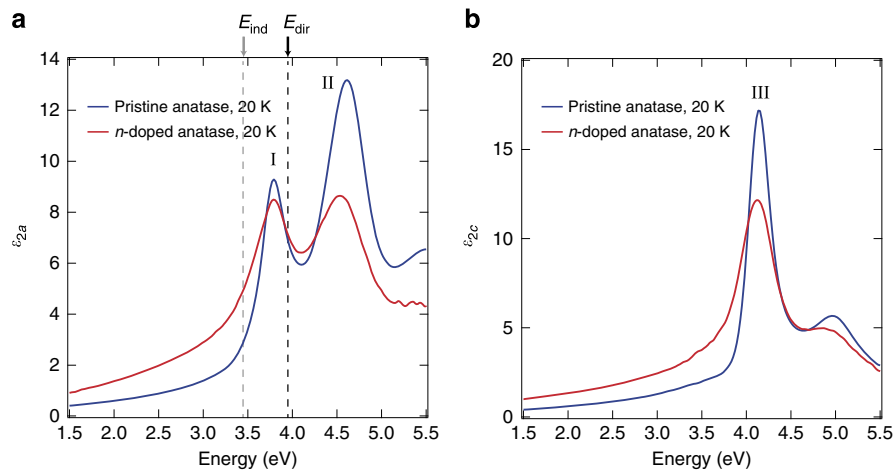 a
E_ind E_dir
14
12
10
8
6
4
2
0
ε_2a
Pristine anatase, 20 K
n-doped anatase, 20 K
I
II
1.5 2.0 2.5 3.0 3.5 4.0 4.5 5.0 5.5
Energy (eV)
b
20
15
10
5
0
ε_2c
Pristine anatase, 20 K
n-doped anatase, 20 K
III
1.5 2.0 2.5 3.0 3.5 4.0 4.5 5.0 5.5
Energy (eV)